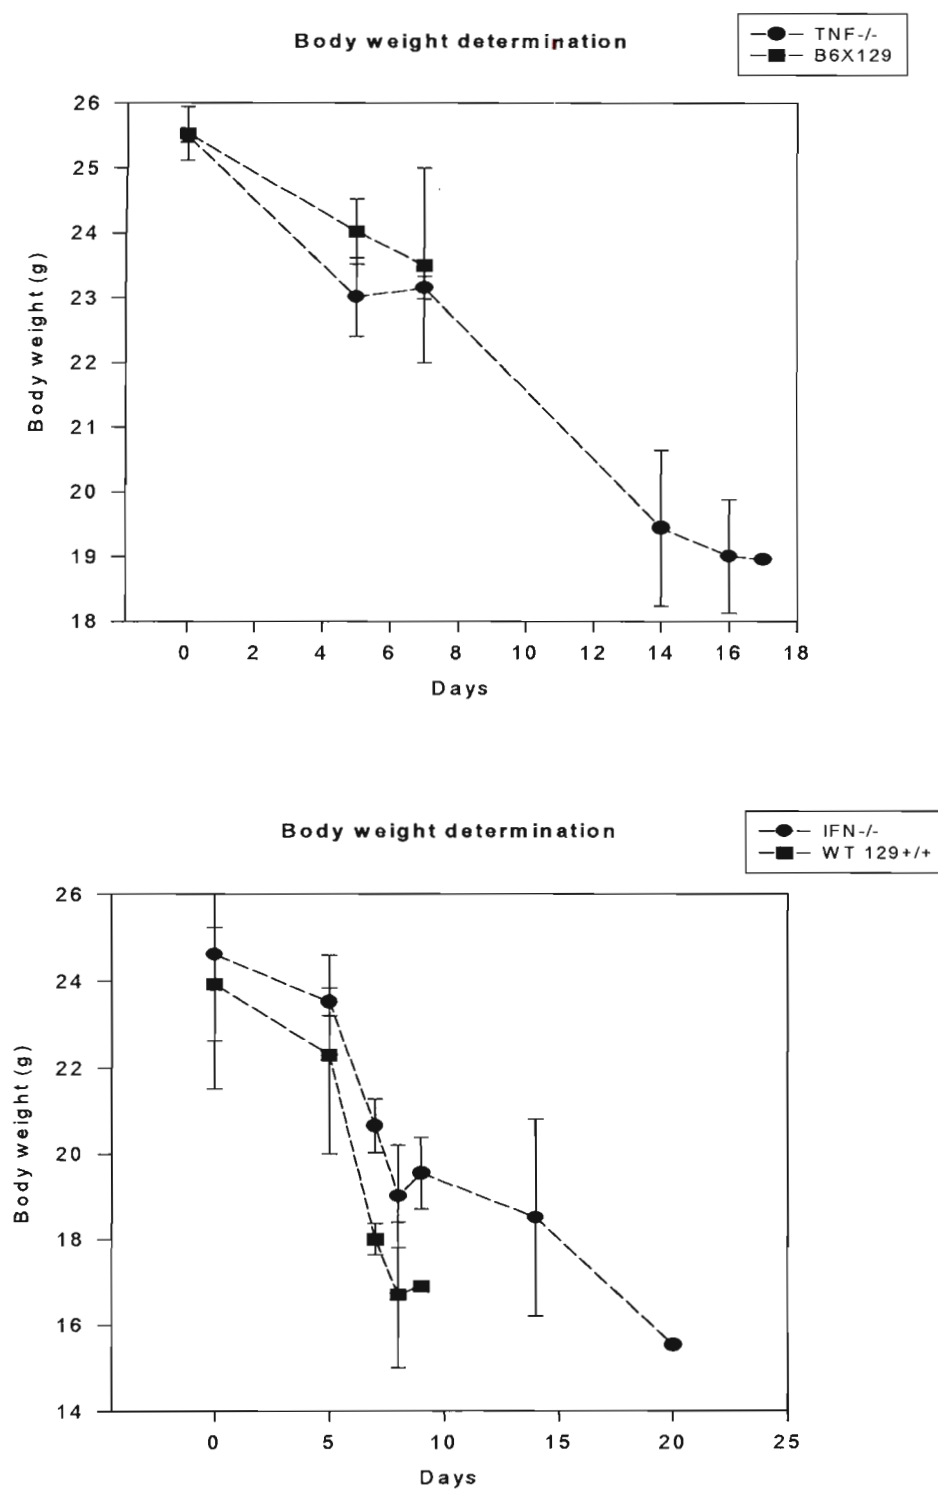 Body weight determination
TNF-/-
B6X129
26
25
24
23
22
21
20
19
18
Body weight (g)
0 2 4 6 8 10 12 14 16 18
Days
Body weight determination
IFN-/-
WT 129+/+
26
24
22
20
18
16
14
Body weight (g)
0 5 10 15 20 25
Days